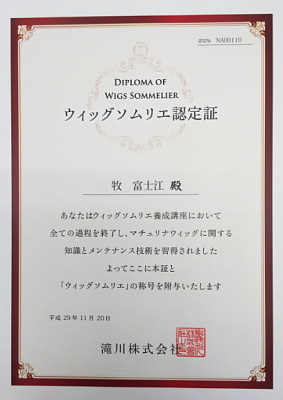 認定No. NA00110
DIPLOMA OF
WIGS SOMMELIER
ウィッグソムリエ認定証
牧 富士江 殿
あなたはウィッグソムリエ養成講座において
全ての過程を終了し、マチュリナウィッグに関する
知識とメンテナンス技術を習得されました
よってここに本証と
「ウィッグソムリエ」の称号を附与いたします
平成 29年 11月 20日
滝川株式会社